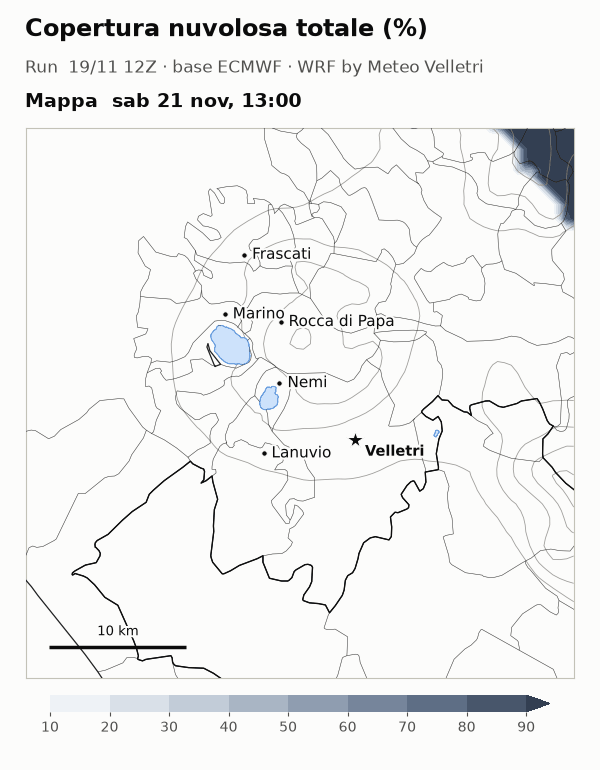 Copertura nuvolosa totale (%)
Run  19/11 12Z · base ECMWF · WRF by Meteo Velletri
Mappa  sab 21 nov, 13:00
Frascati
Marino
Rocca di Papa
Nemi
Lanuvio
Velletri
10 km
10 20 30 40 50 60 70 80 90